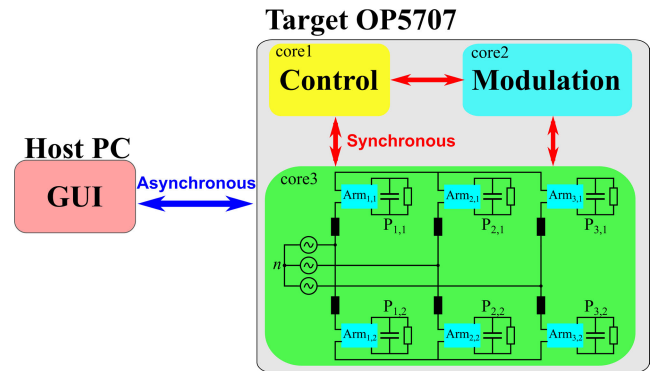 Target OP5707
core1
Control
core2
Modulation
Synchronous
Host PC
GUI
Asynchronous
core3
Arm1,1
P1,1
Arm2,1
P2,1
Arm3,1
P3,1
n
P1,2
Arm1,2
P2,2
Arm2,2
P3,2
Arm3,2